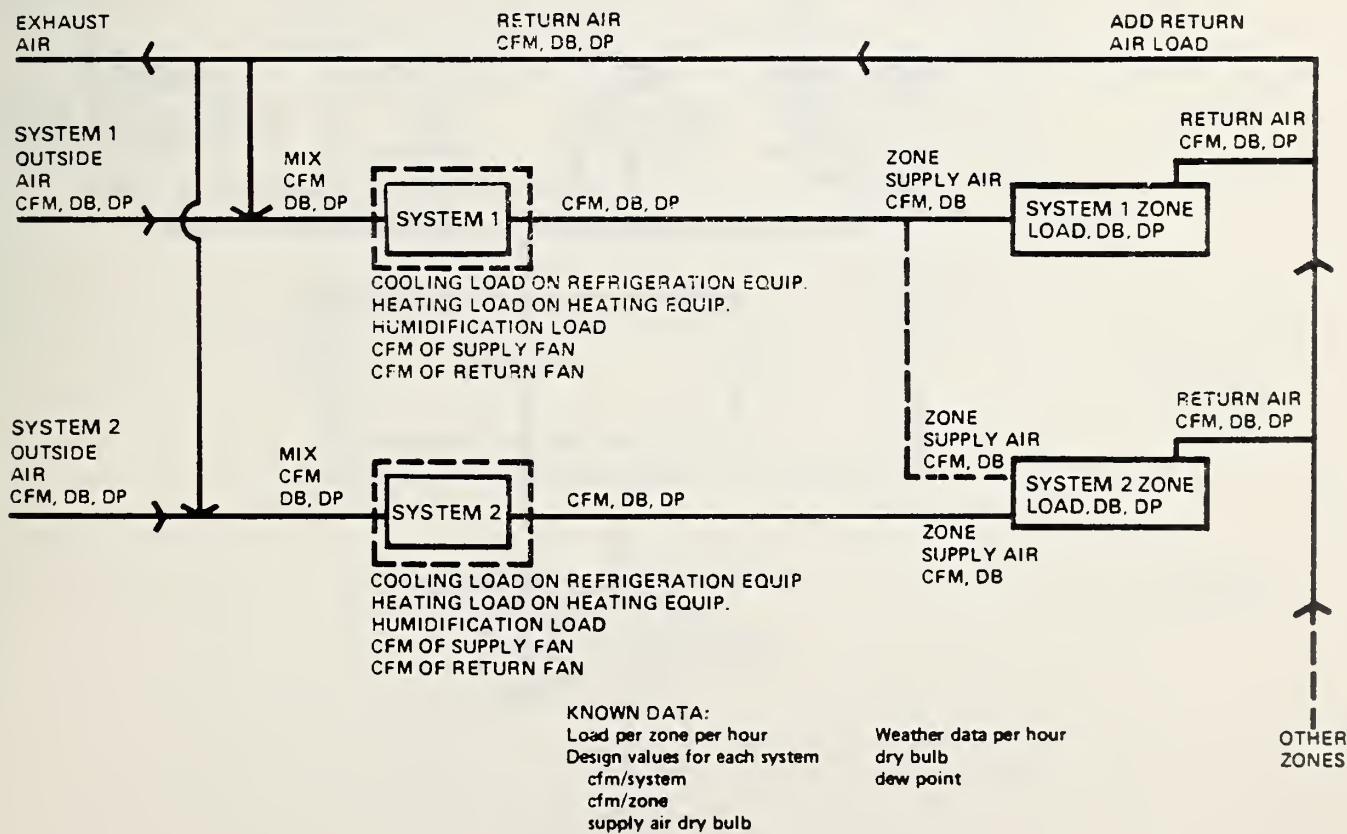 EXHAUST
AIR
RETURN AIR
CFM, DB, DP
ADD RETURN
AIR LOAD
SYSTEM 1
OUTSIDE
AIR
CFM, DB, DP
MIX
CFM
DB, DP
SYSTEM 1
CFM, DB, DP
ZONE
SUPPLY AIR
CFM, DB
RETURN AIR
CFM, DB, DP
SYSTEM 1 ZONE
LOAD, DB, DP
COOLING LOAD ON REFRIGERATION EQUIP.
HEATING LOAD ON HEATING EQUIP.
HUMIDIFICATION LOAD
CFM OF SUPPLY FAN
CFM OF RETURN FAN
SYSTEM 2
OUTSIDE
AIR
CFM, DB, DP
MIX
CFM
DB, DP
SYSTEM 2
CFM, DB, DP
ZONE
SUPPLY AIR
CFM, DB
RETURN AIR
CFM, DB, DP
SYSTEM 2 ZONE
LOAD, DB, DP
ZONE
SUPPLY AIR
CFM, DB
COOLING LOAD ON REFRIGERATION EQUIP
HEATING LOAD ON HEATING EQUIP.
HUMIDIFICATION LOAD
CFM OF SUPPLY FAN
CFM OF RETURN FAN
OTHER
ZONES
KNOWN DATA:
Load per zone per hour
Design values for each system
cfm/system
cfm/zone
supply air dry bulb
Weather data per hour
dry bulb
dew point